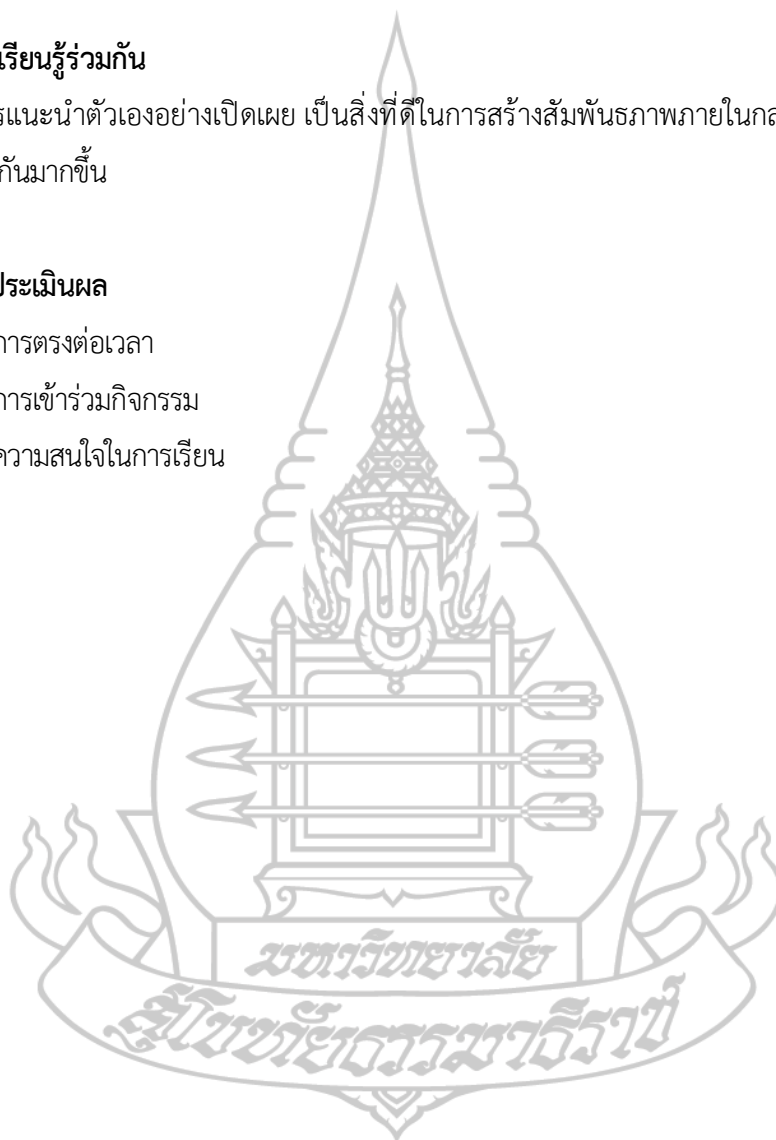 เรียนรู้ร่วมกัน
รแนะนำตัวเองอย่างเปิดเผย เป็นสิ่งที่ดีในการสร้างสัมพันธภาพภายในกล
กันมากขึ้น
ประเมินผล
การตรงต่อเวลา
การเข้าร่วมกิจกรรม
ความสนใจในการเรียน
มหาวิทยาลัย
สุโขทัยธรรมาธิราช